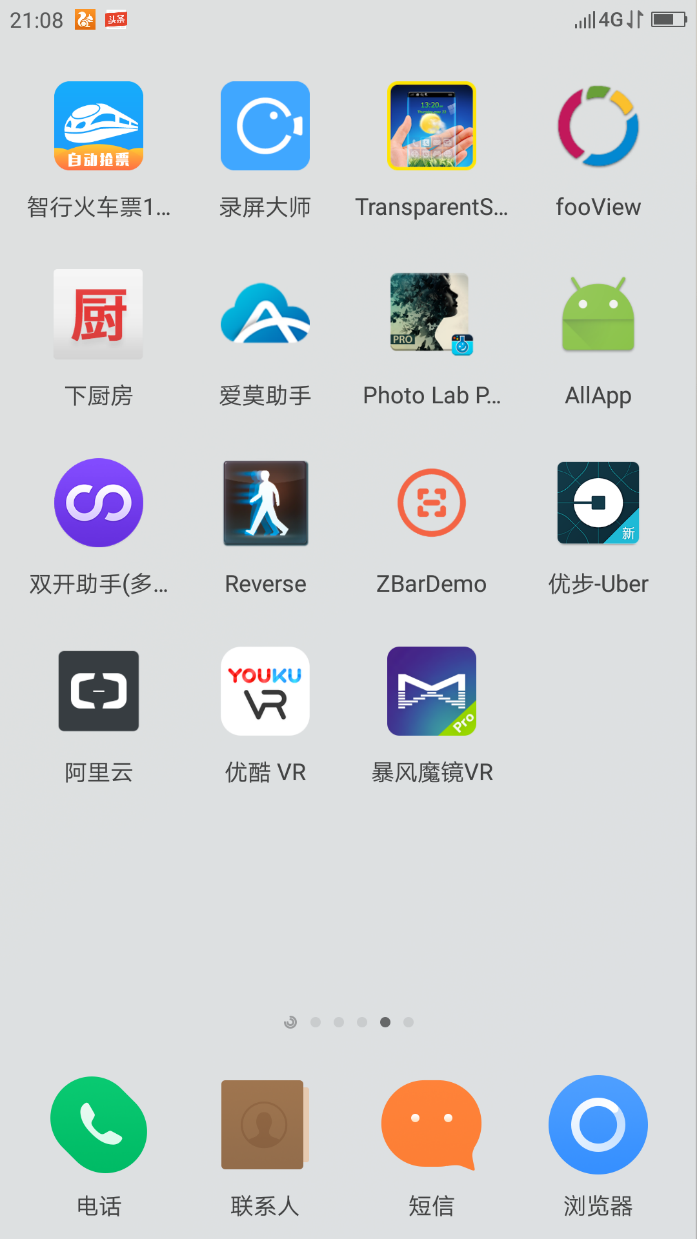 21:08 头条 4G
自动抢票
13:20
智行火车票1... 录屏大师 TransparentS... fooView
厨
PRO
下厨房 爱莫助手 Photo Lab P... AllApp
新
双开助手(多... Reverse ZBarDemo 优步-Uber
YOUKU
VR
Pro
阿里云 优酷 VR 暴风魔镜VR
电话 联系人 短信 浏览器